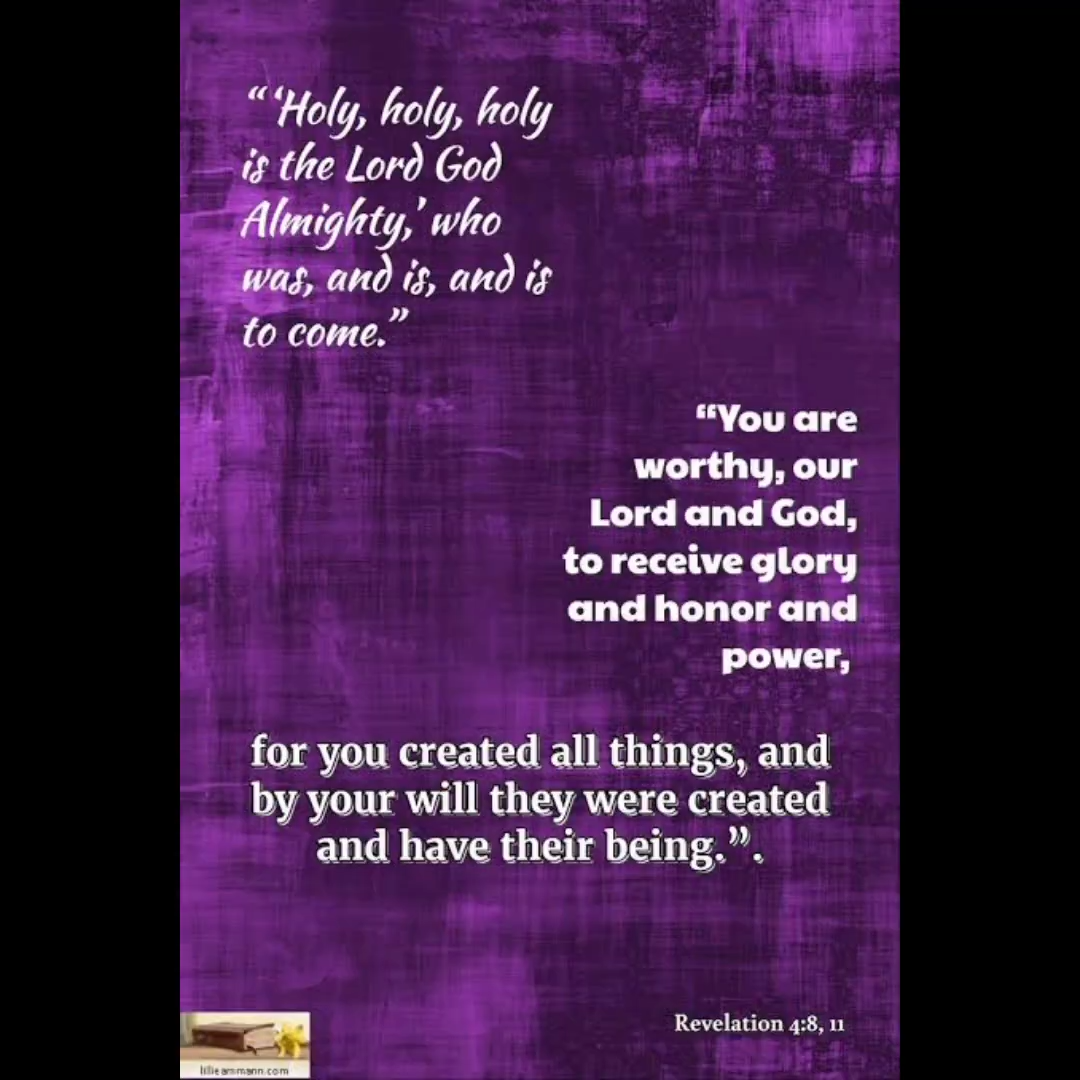 “ ‘Holy, holy, holy
is the Lord God
Almighty,’ who
was, and is, and is
to come.”
“You are
worthy, our
Lord and God,
to receive glory
and honor and
power,
for you created all things, and
by your will they were created
and have their being.”.
Revelation 4:8, 11
lillieammann.com